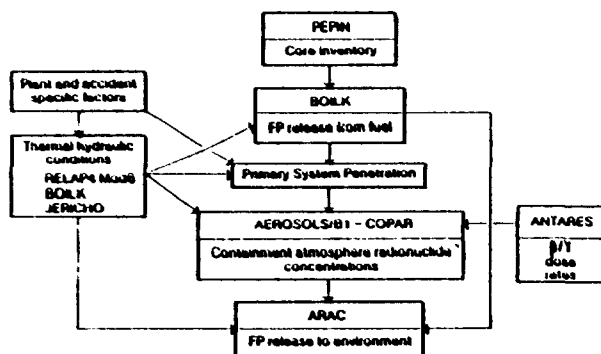 PEPIN
Core inventory
Plant and accident
specific factors
BOILK
FP release from fuel
Thermal hydraulic
conditions
RELAP4 Mod6
BOILK
JERICHO
Primary System Penetration
AEROSOLS/B1 - COPAR
Containment atmosphere radionuclide
concentrations
ANTARES
β/γ
dose
rates
ARAC
FP release to environment